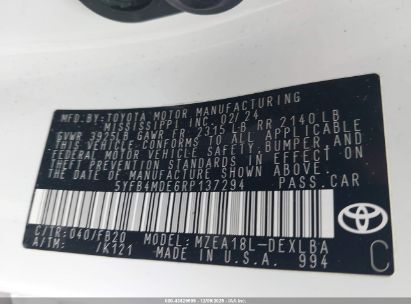 MFD.BY:TOYOTA MOTOR MANUFACTURING
MISSISSIPPI INC. 02/24
GVWR 3925LB GAWR FR 2315 LB RR 2140LB
THIS VEHICLE CONFORMS TO ALL APPLICABLE
FEDERAL MOTOR VEHICLE SAFETY, BUMPER, AND
THEFT PREVENTION STANDARDS IN EFFECT ON
THE DATE OF MANUFACTURE SHOWN ABOVE.
5YFB4MDE6RP137294 PASS.CAR
C/TR:040/FB20 MODEL:MZEA18L-DEXLBA
A/TM: /K121 MADE IN U.S.A. 994
TOYOTA
C